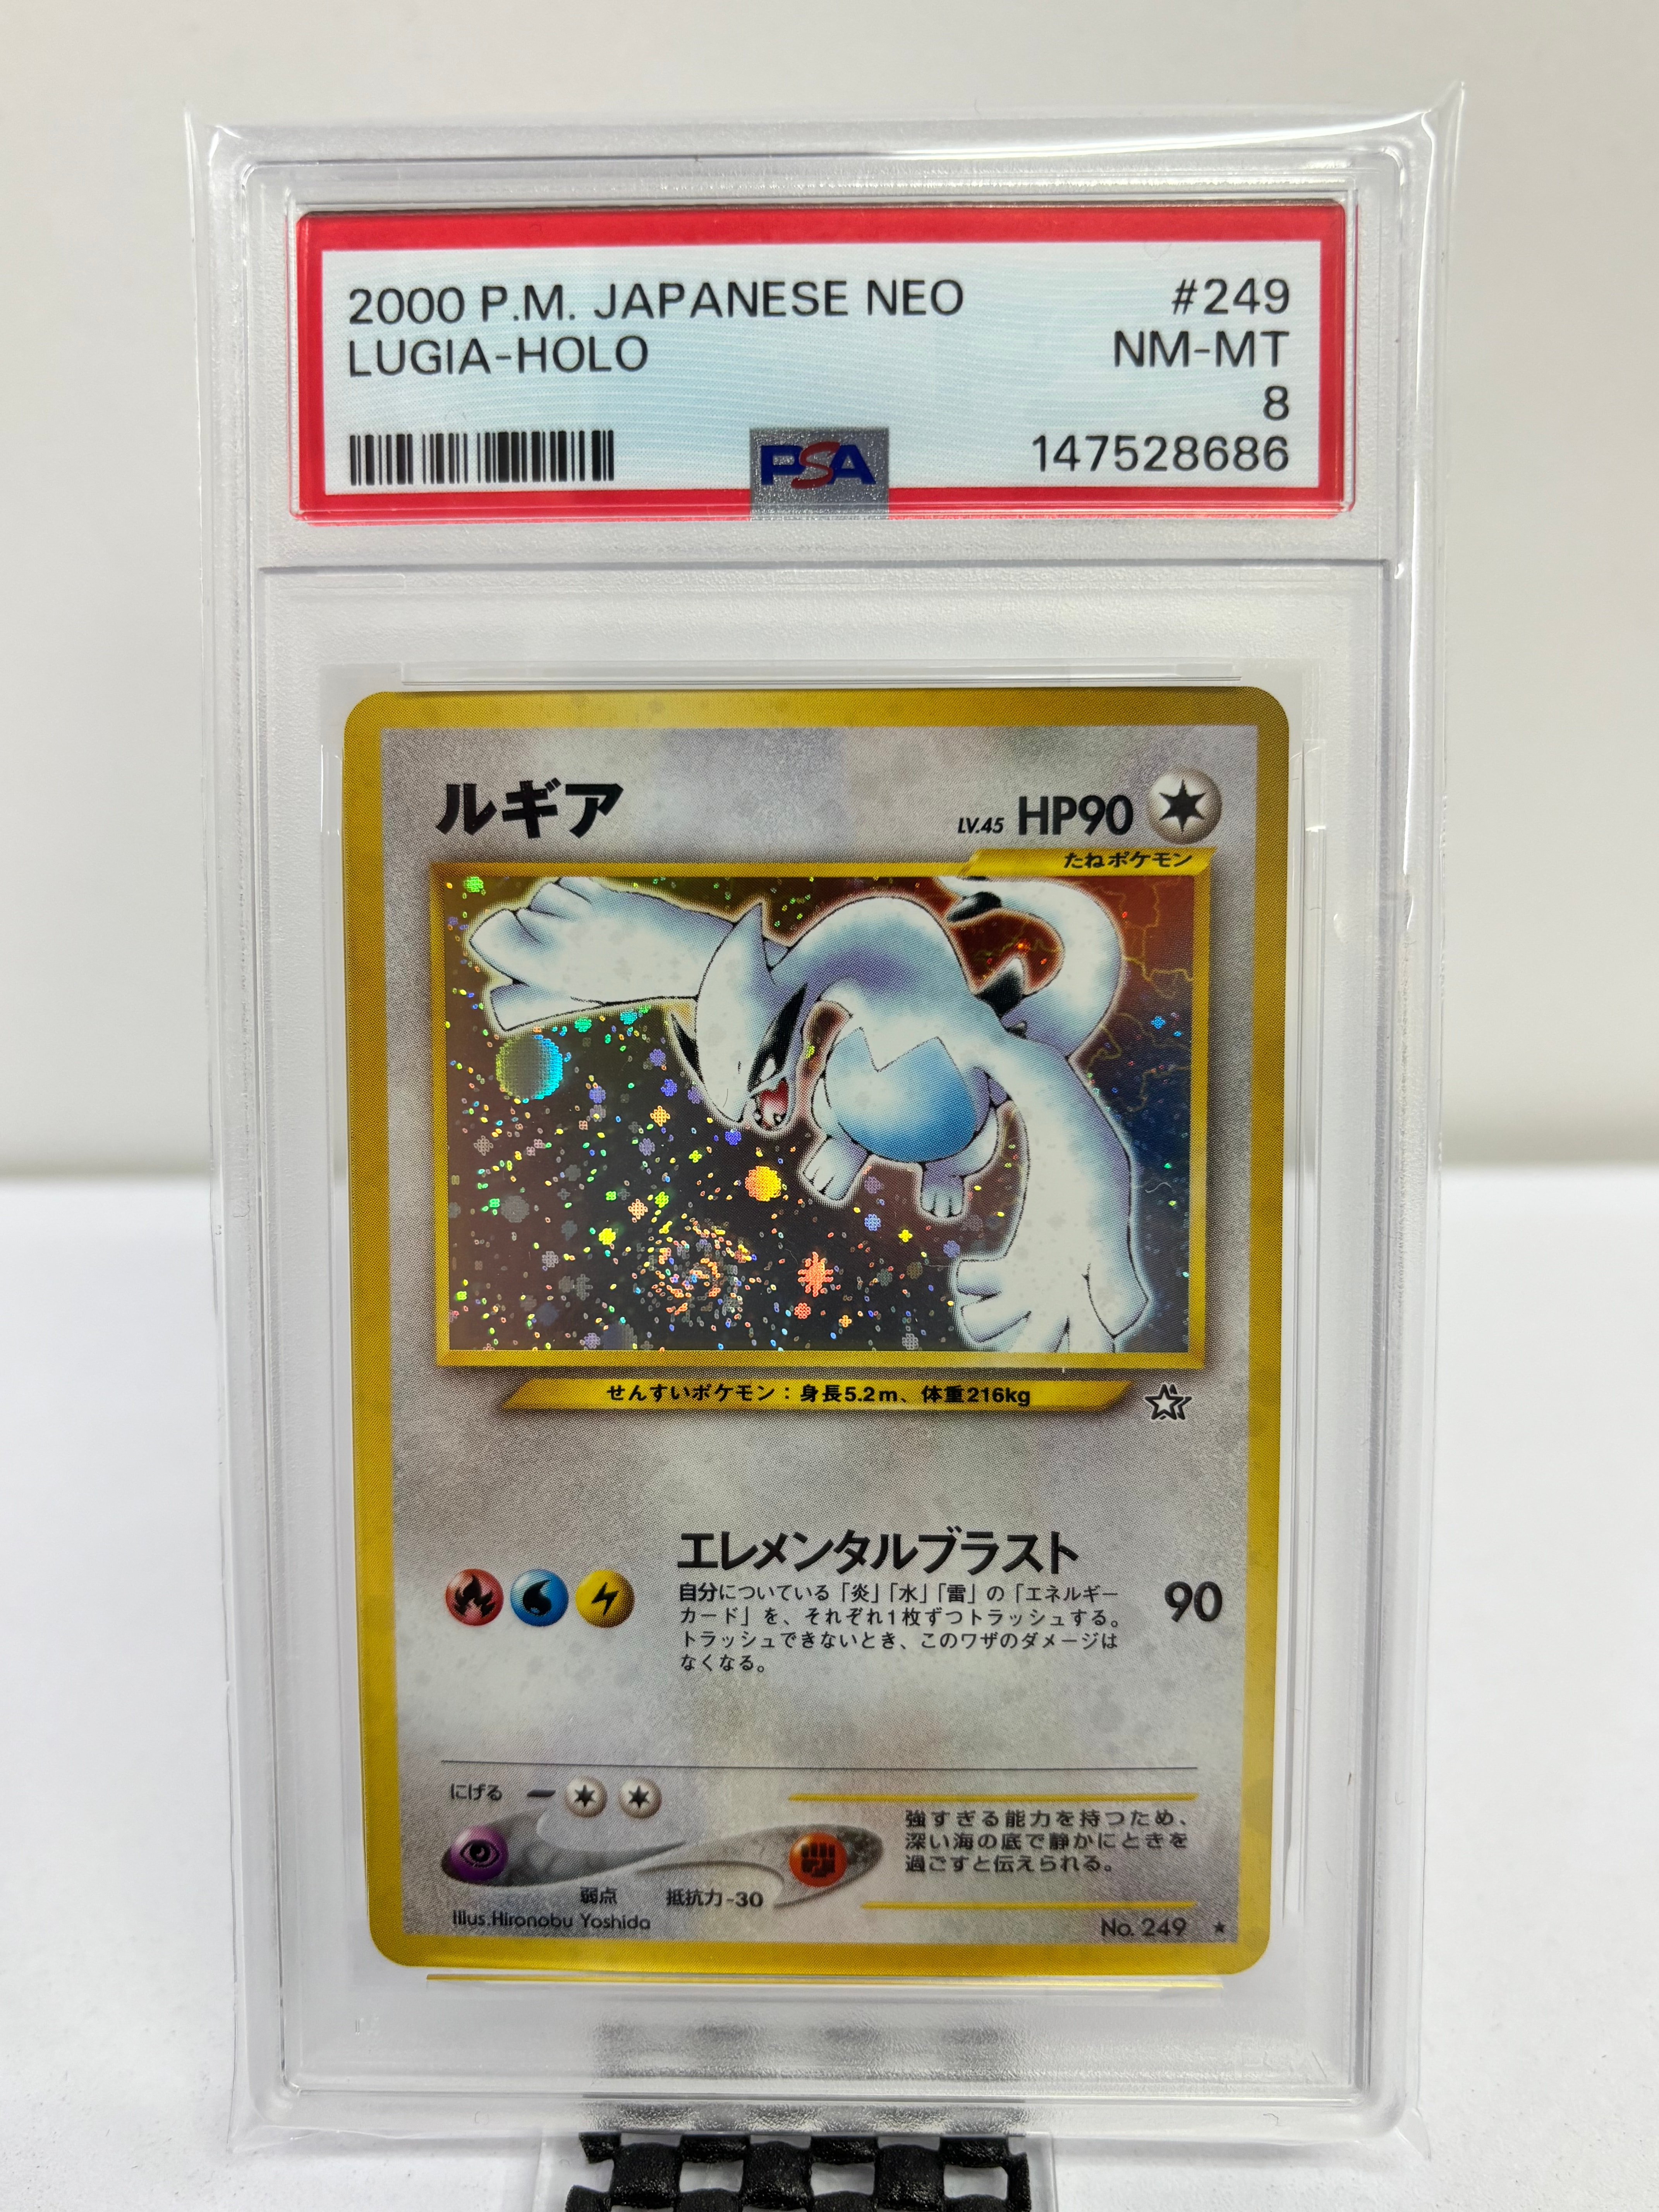 2000 P.M. JAPANESE NEO #249
LUGIA-HOLO NM-MT
8
PSA 147528686
ルギア LV.45 HP90
たねポケモン
せんすいポケモン：身長5.2m、体重216kg
エレメンタルブラスト
自分についている「炎」「水」「雷」の「エネルギー
カード」を、それぞれ1枚ずつトラッシュする。
トラッシュできないとき、このワザのダメージは
なくなる。
90
にげる
強すぎる能力を持つため、
深い海の底で静かにときを
過ごすと伝えられる。
弱点 抵抗力-30
Illus.Hironobu Yoshida No. 249 ★